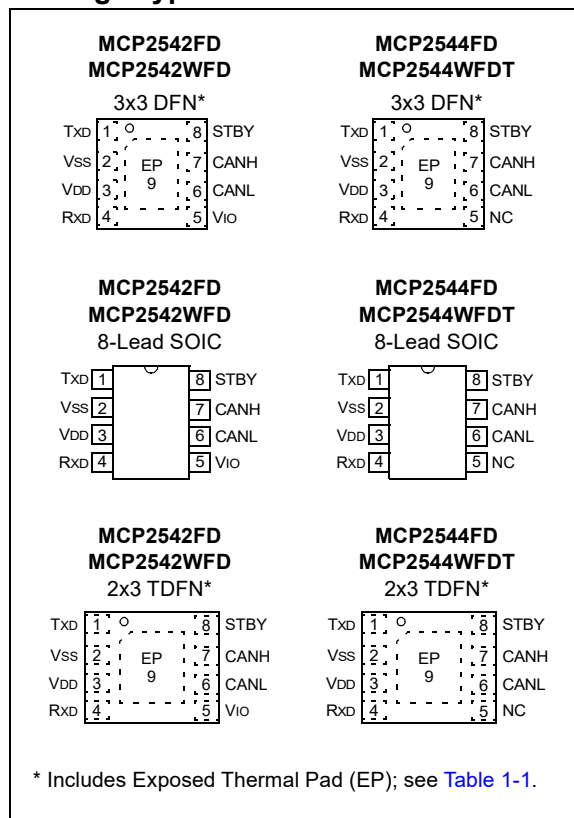 MCP2542FD MCP2544FD
MCP2542WFD MCP2544WFDT
3x3 DFN* 3x3 DFN*
TXD 1 8 STBY TXD 1 8 STBY
VSS 2 EP 7 CANH VSS 2 EP 7 CANH
VDD 3 9 6 CANL VDD 3 9 6 CANL
RXD 4 5 VIO RXD 4 5 NC
MCP2542FD MCP2544FD
MCP2542WFD MCP2544WFDT
8-Lead SOIC 8-Lead SOIC
TXD 1 8 STBY TXD 1 8 STBY
VSS 2 7 CANH VSS 2 7 CANH
VDD 3 6 CANL VDD 3 6 CANL
RXD 4 5 VIO RXD 4 5 NC
MCP2542FD MCP2544FD
MCP2542WFD MCP2544WFDT
2x3 TDFN* 2x3 TDFN*
TXD 1 8 STBY TXD 1 8 STBY
VSS 2 EP 7 CANH VSS 2 EP 7 CANH
VDD 3 9 6 CANL VDD 3 9 6 CANL
RXD 4 5 VIO RXD 4 5 NC
* Includes Exposed Thermal Pad (EP); see Table 1-1.